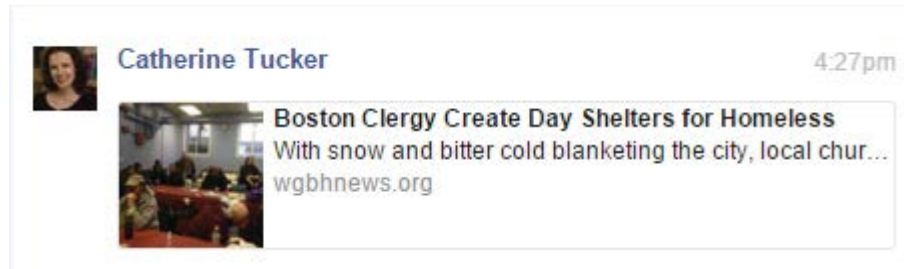 Catherine Tucker 4:27pm
Boston Clergy Create Day Shelters for Homeless
With snow and bitter cold blanketing the city, local chur...
wgbhnews.org